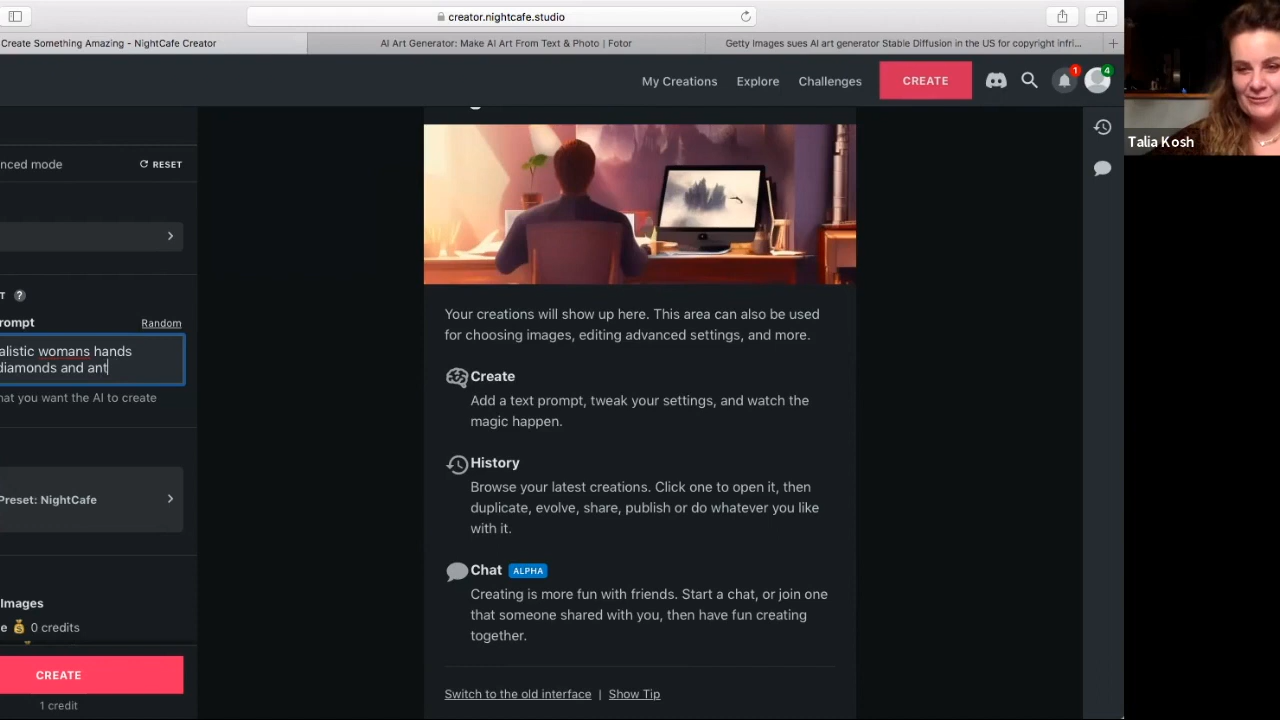 creator.nightcafe.studio
Create Something Amazing - NightCafe Creator
AI Art Generator: Make AI Art From Text & Photo | Fotor
Getty Images sues AI art generator Stable Diffusion in the US for copyright infri...
My Creations
Explore
Challenges
CREATE
1
4
Talia Kosh
nced mode
RESET
T
rompt
Random
alistic womans hands
diamonds and ant
hat you want the AI to create
Preset: NightCafe
Images
e 0 credits
CREATE
1 credit
Your creations will show up here. This area can also be used
for choosing images, editing advanced settings, and more.
Create
Add a text prompt, tweak your settings, and watch the
magic happen.
History
Browse your latest creations. Click one to open it, then
duplicate, evolve, share, publish or do whatever you like
with it.
Chat ALPHA
Creating is more fun with friends. Start a chat, or join one
that someone shared with you, then have fun creating
together.
Switch to the old interface | Show Tip